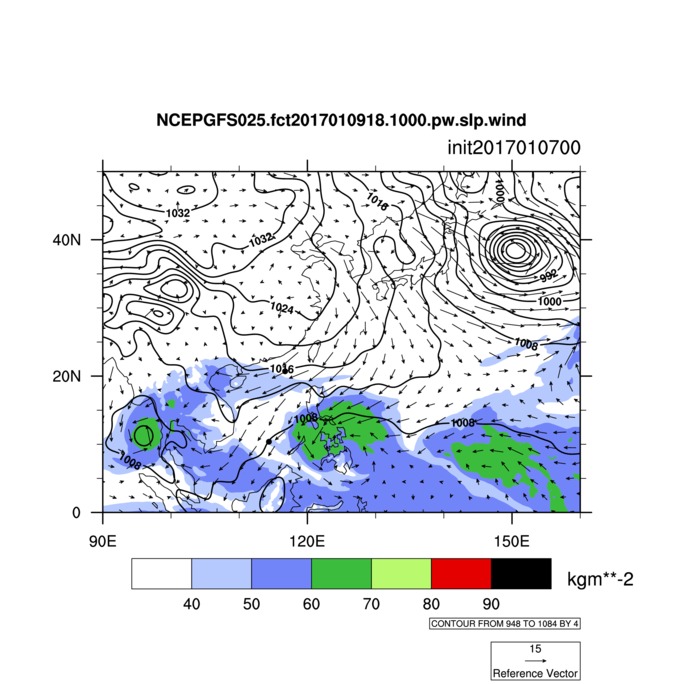 NCEPGFS025.fct2017010918.1000.pw.slp.wind
init2017010700
1032
1016
1000
40N
1032
992
1024
1000
1008
20N
1016
1008
1008
1008
0
90E 120E 150E
40 50 60 70 80 90
kgm**-2
CONTOUR FROM 948 TO 1084 BY 4
15
Reference Vector